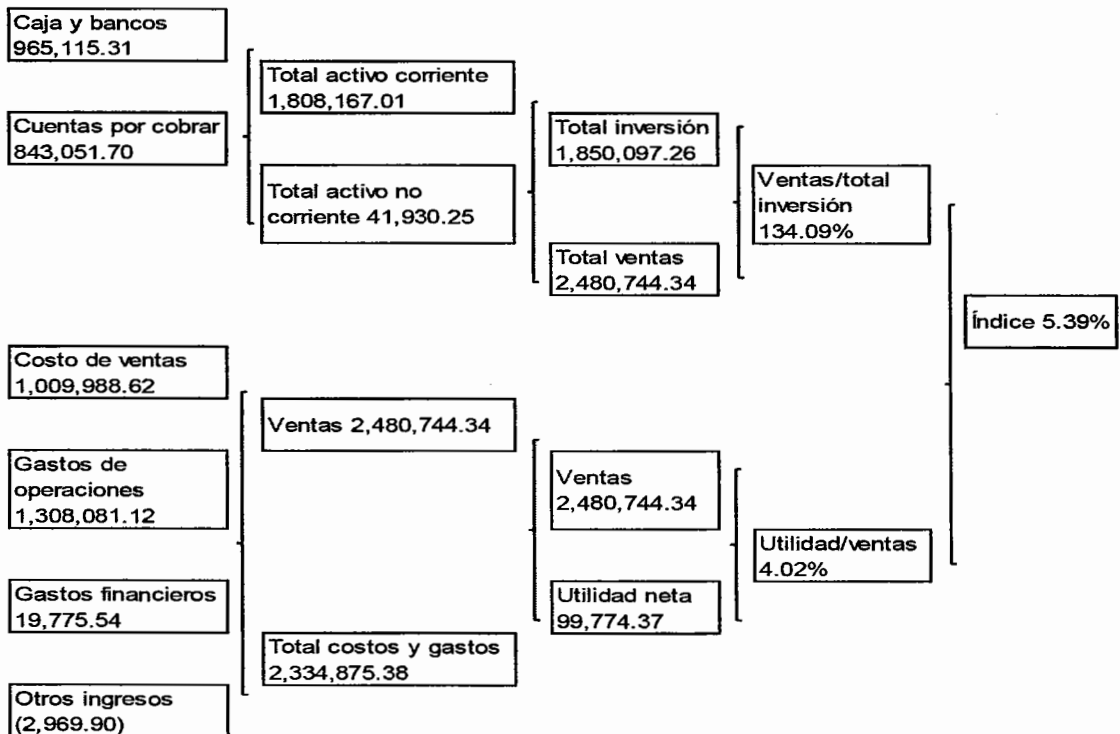 Caja y bancos
965,115.31
Cuentas por cobrar
843,051.70
Total activo corriente
1,808,167.01
Total activo no
corriente 41,930.25
Total inversión
1,850,097.26
Total ventas
2,480,744.34
Ventas/total
inversión
134.09%
Índice 5.39%
Costo de ventas
1,009,988.62
Gastos de
operaciones
1,308,081.12
Gastos financieros
19,775.54
Otros ingresos
(2,969.90)
Ventas 2,480,744.34
Total costos y gastos
2,334,875.38
Ventas
2,480,744.34
Utilidad neta
99,774.37
Utilidad/ventas
4.02%